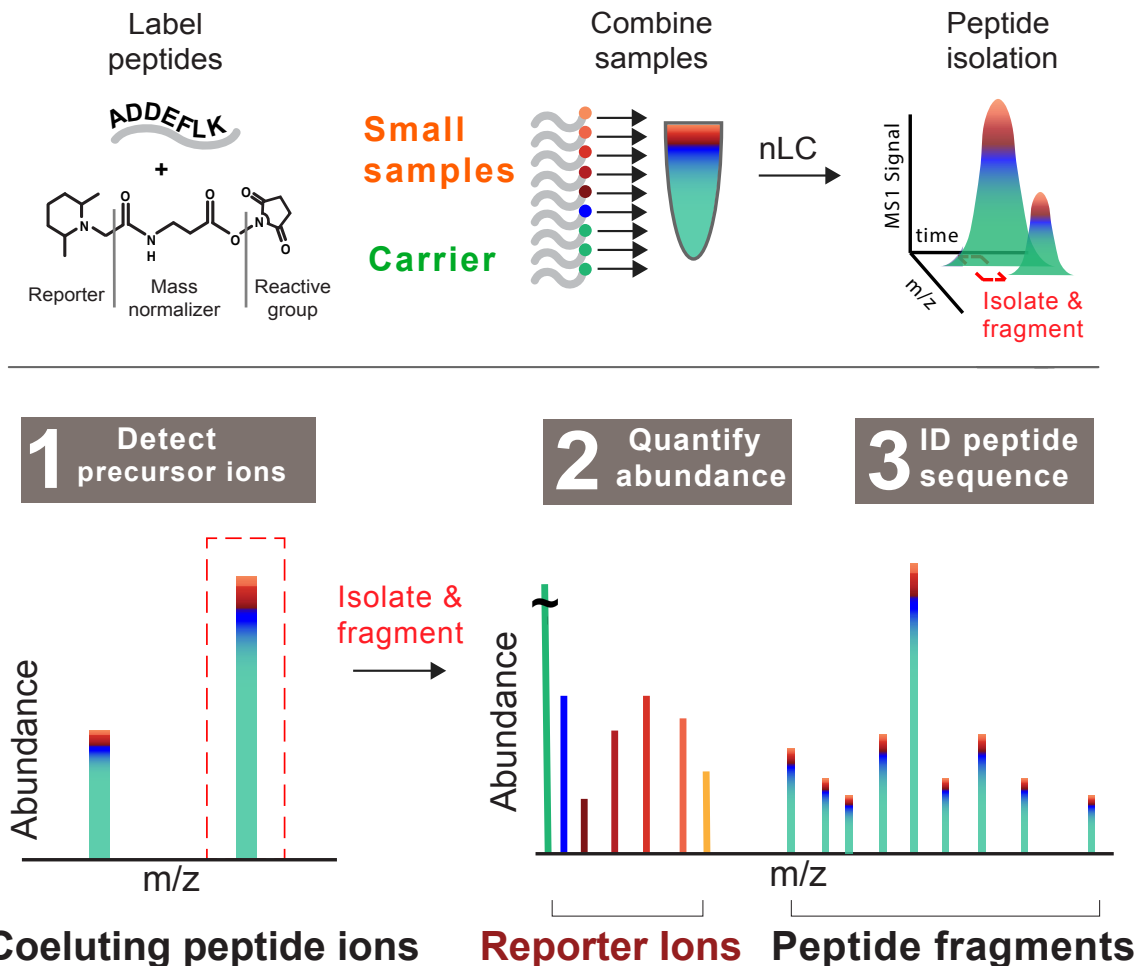 Label
peptides
ADDEFLK
+
N
O
N
H
O
O
N
O
O
Reporter
Mass
normalizer
Reactive
group
Combine
samples
Small
samples
Carrier
nLC
Peptide
isolation
MS1 Signal
time
m/z
Isolate &
fragment
1 Detect
precursor ions
2 Quantify
abundance
3 ID peptide
sequence
Abundance
m/z
Isolate &
fragment
Abundance
~
m/z
Coeluting peptide ions
Reporter Ions
Peptide fragments